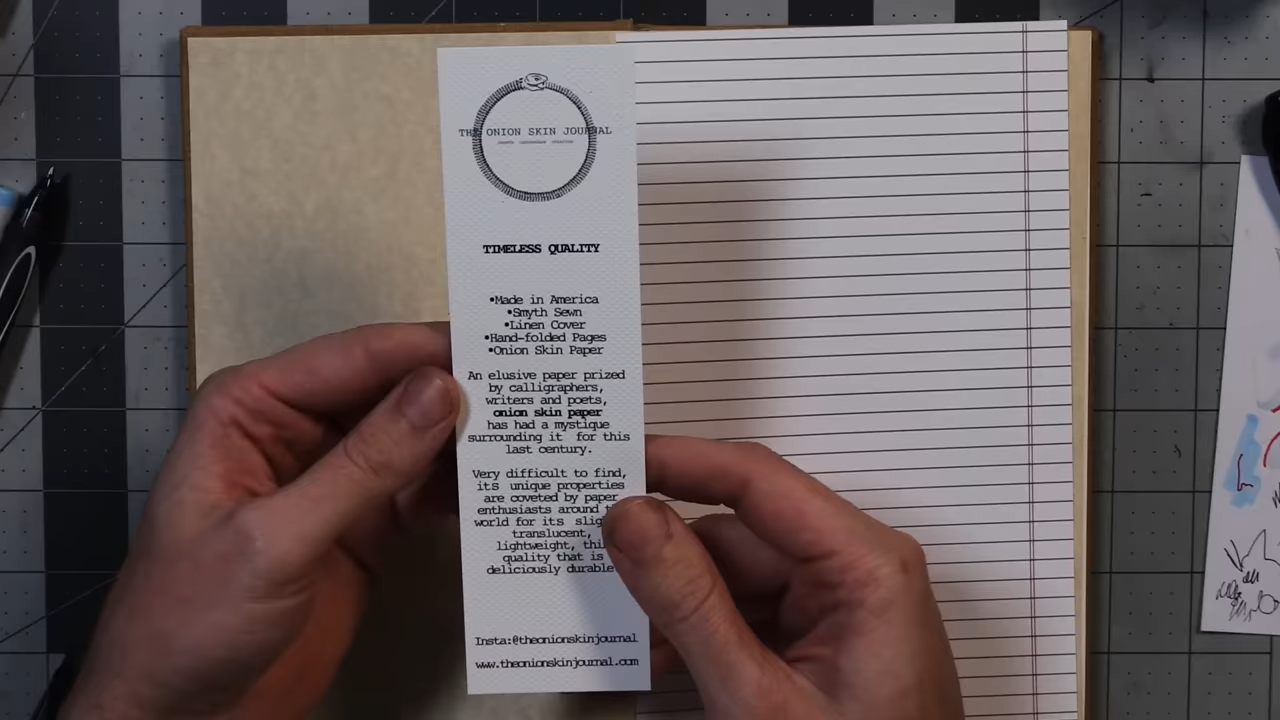 THE ONION SKIN JOURNAL
TIMELESS QUALITY
•Made in America
•Smyth Sewn
•Linen Cover
•Hand-folded Pages
•Onion Skin Paper
An elusive paper prized
by calligraphers,
writers and poets,
onion skin paper
has had a mystique
surrounding it for this
last century.
Very difficult to find,
its unique properties
are coveted by paper
enthusiasts around
world for its
translucent,
lightweight,
quality that is
deliciously durable
Insta:@theonionskinjournal
www.theonionskinjournal.com